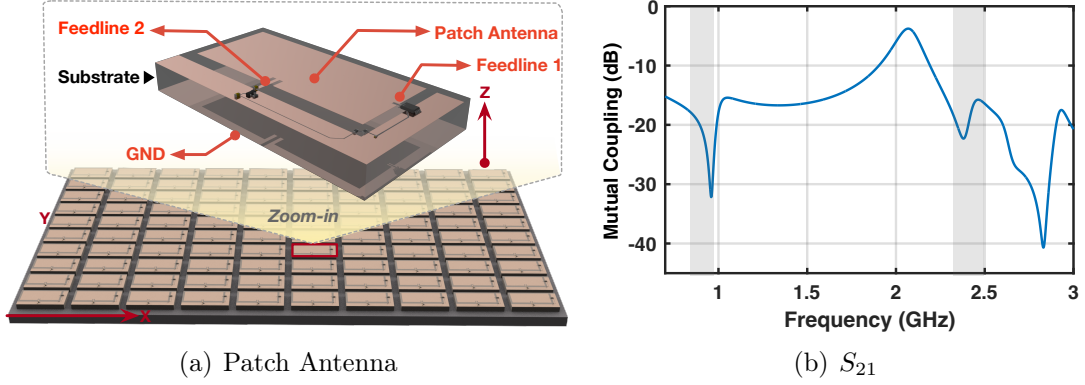 Feedline 2
Patch Antenna
Feedline 1
Substrate
Z
GND
Zoom-in
Y
X
(a) Patch Antenna
0
-10
-20
-30
-40
Mutual Coupling (dB)
1
1.5
2
2.5
3
Frequency (GHz)
(b) S21